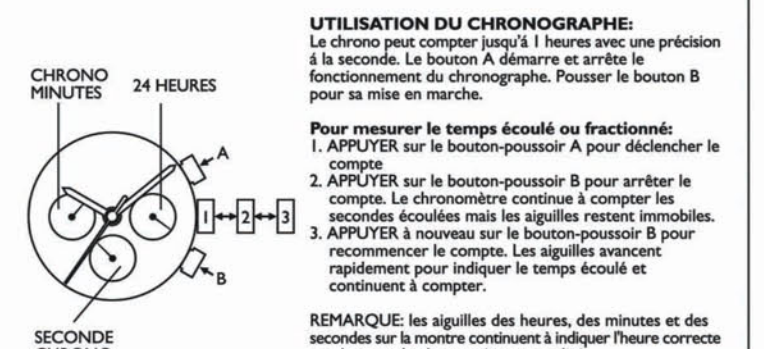 UTILISATION DU CHRONOGRAPHE:
Le chrono peut compter jusqu'á 1 heures avec une précision
á la seconde. Le bouton A démarre et arrête le
fonctionnement du chronographe. Pousser le bouton B
pour sa mise en marche.
Pour mesurer le temps écoulé ou fractionné:
1. APPUYER sur le bouton-poussoir A pour déclencher le
compte
2. APPUYER sur le bouton-poussoir B pour arrêter le
compte. Le chronomètre continue à compter les
secondes écoulées mais les aiguilles restent immobiles.
3. APPUYER à nouveau sur le bouton-poussoir B pour
recommencer le compte. Les aiguilles avancent
rapidement pour indiquer le temps écoulé et
continuent à compter.
REMARQUE: les aiguilles des heures, des minutes et des
secondes sur la montre continuent à indiquer l'heure correcte
CHRONO
MINUTES
24 HEURES
A
1 2 3
B
SECONDE